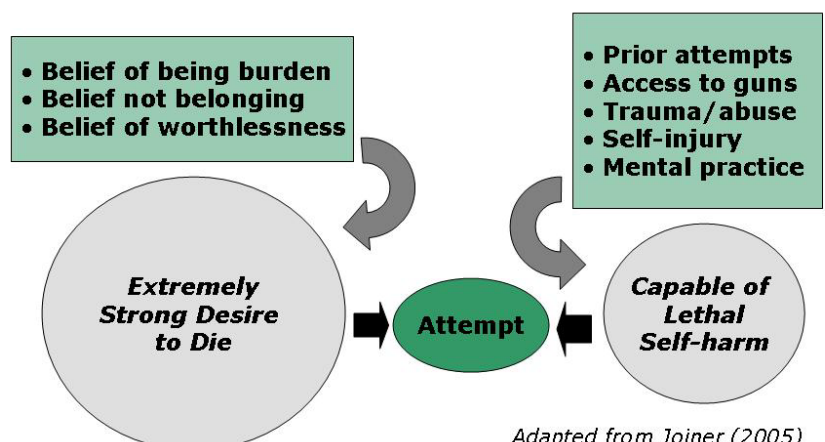 • Belief of being burden
• Belief not belonging
• Belief of worthlessness
• Prior attempts
• Access to guns
• Trauma/abuse
• Self-injury
• Mental practice
Extremely
Strong Desire
to Die
Attempt
Capable of
Lethal
Self-harm
Adapted from Joiner (2005)